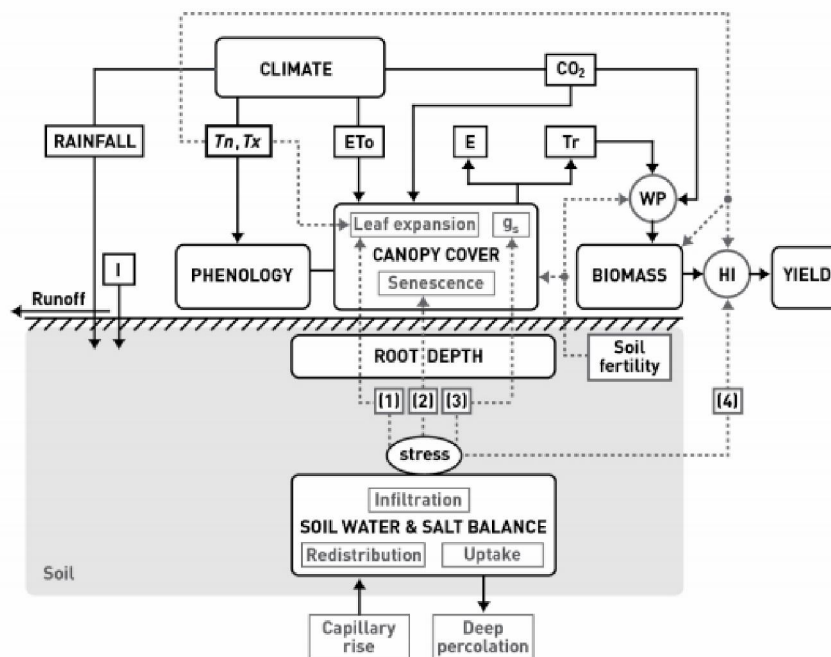 CLIMATE
CO₂
RAINFALL
Tn, Tx
ETo
E
Tr
WP
Leaf expansion
gₛ
I
PHENOLOGY
CANOPY COVER
Senescence
BIOMASS
HI
YIELD
Runoff
ROOT DEPTH
Soil
fertility
(1)
(2)
(3)
(4)
stress
Infiltration
SOIL WATER & SALT BALANCE
Redistribution
Uptake
Soil
Capillary
rise
Deep
percolation